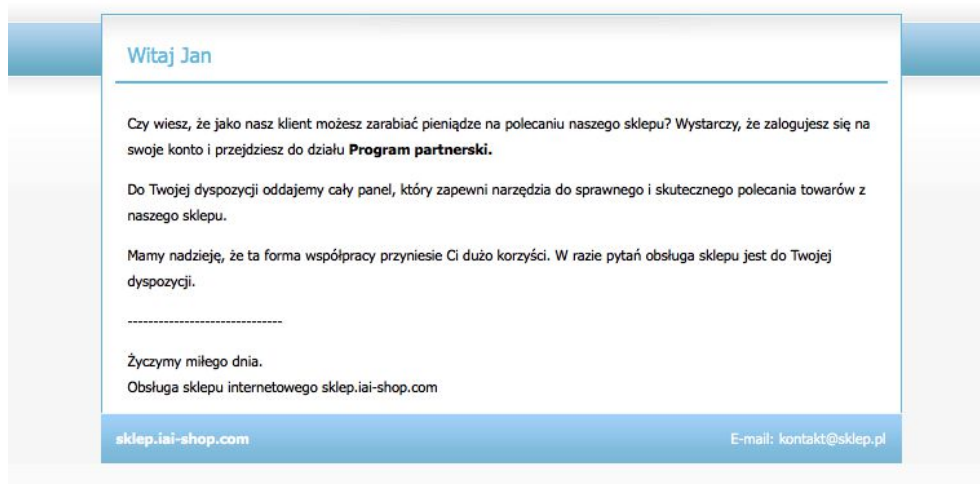 Witaj Jan
Czy wiesz, że jako nasz klient możesz zarabiać pieniądze na polecaniu naszego sklepu? Wystarczy, że zalogujesz się na
swoje konto i przejdziesz do działu Program partnerski.
Do Twojej dyspozycji oddajemy cały panel, który zapewni narzędzia do sprawnego i skutecznego polecania towarów z
naszego sklepu.
Mamy nadzieję, że ta forma współpracy przyniesie Ci dużo korzyści. W razie pytań obsługa sklepu jest do Twojej
dyspozycji.
------------------------------
Życzymy miłego dnia.
Obsługa sklepu internetowego sklep.iai-shop.com
sklep.iai-shop.com E-mail: kontakt@sklep.pl